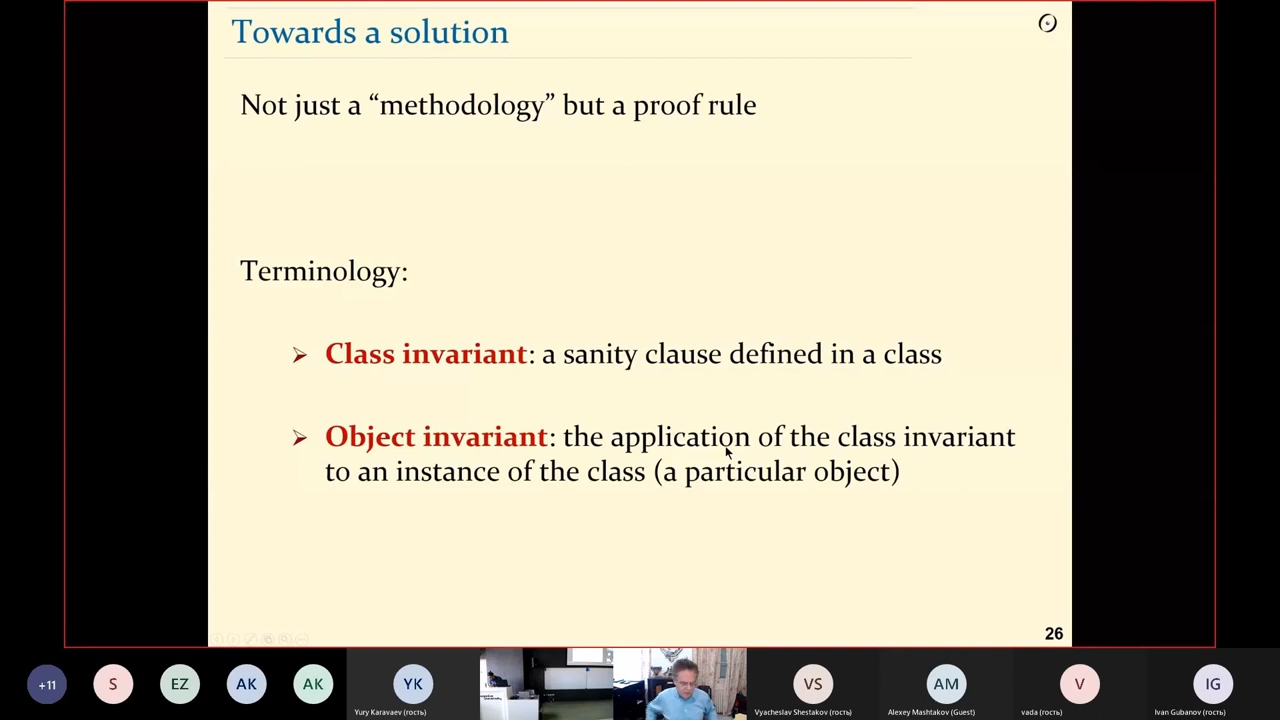 Towards a solution
Not just a “methodology” but a proof rule
Terminology:
➢ Class invariant: a sanity clause defined in a class
➢ Object invariant: the application of the class invariant
to an instance of the class (a particular object)
26
+11
S
EZ
AK
AK
YK
VS
AM
V
IG
Yury Karavaev (гость)
Vyacheslav Shestakov (гость)
Alexey Mashtakov (Guest)
vada (гость)
Ivan Gubanov (гость)